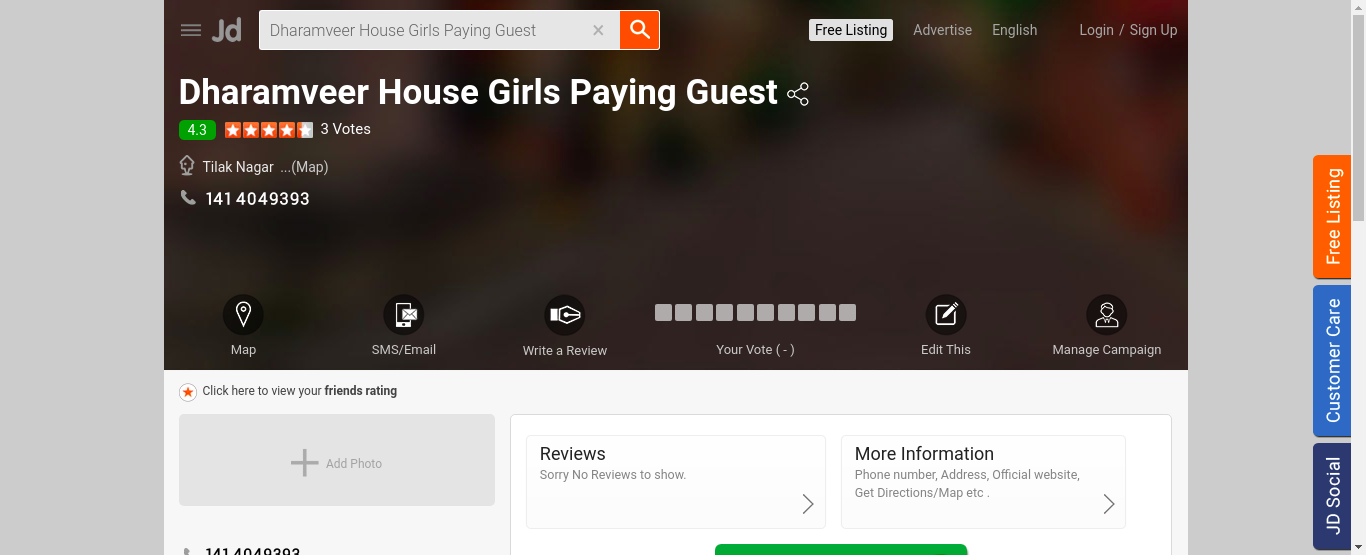 Jd
Dharamveer House Girls Paying Guest
Free Listing
Advertise
English
Login / Sign Up
Dharamveer House Girls Paying Guest
4.3
3 Votes
Tilak Nagar ...(Map)
141 4049393
Map
SMS/Email
Write a Review
Your Vote ( - )
Edit This
Manage Campaign
Click here to view your friends rating
Add Photo
Reviews
Sorry No Reviews to show.
More Information
Phone number, Address, Official website,
Get Directions/Map etc .
141 4049393
Free Listing
Customer Care
JD Social